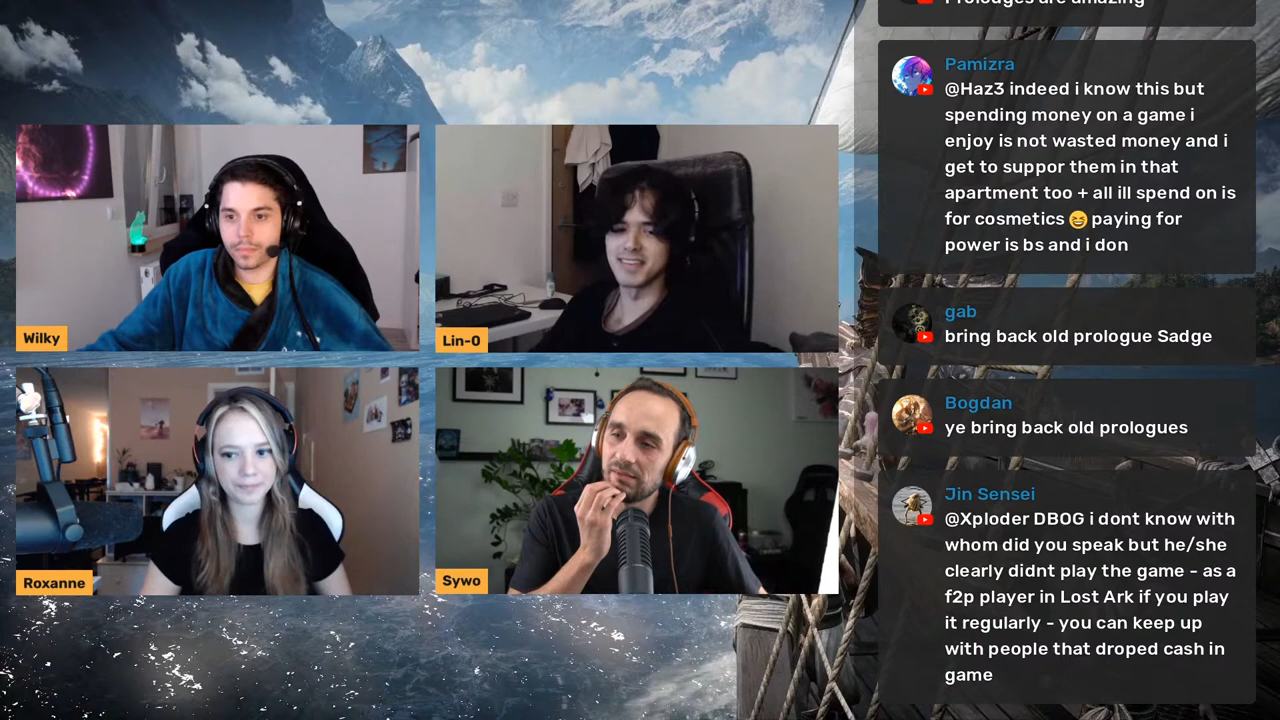 Prologues are amazing
Pamizra
@Haz3 indeed i know this but
spending money on a game i
enjoy is not wasted money and i
get to suppor them in that
apartment too + all ill spend on is
for cosmetics 😆 paying for
power is bs and i don
gab
bring back old prologue Sadge
Bogdan
ye bring back old prologues
Jin Sensei
@Xploder DBOG i dont know with
whom did you speak but he/she
clearly didnt play the game - as a
f2p player in Lost Ark if you play
it regularly - you can keep up
with people that droped cash in
game
Wilky
Lin-0
Roxanne
Sywo